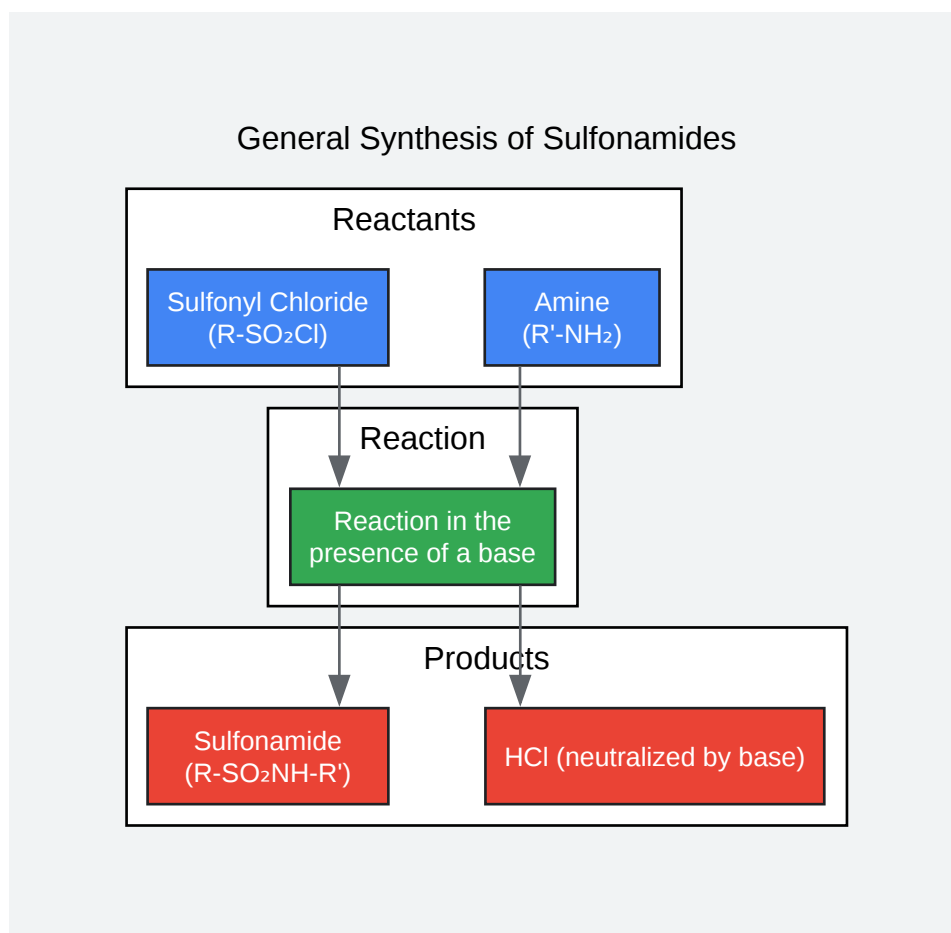 General Synthesis of Sulfonamides
Reactants
Sulfonyl Chloride
(R-SO₂Cl)
Amine
(R'-NH₂)
Reaction
Reaction in the
presence of a base
Products
Sulfonamide
(R-SO₂NH-R')
HCl (neutralized by base)